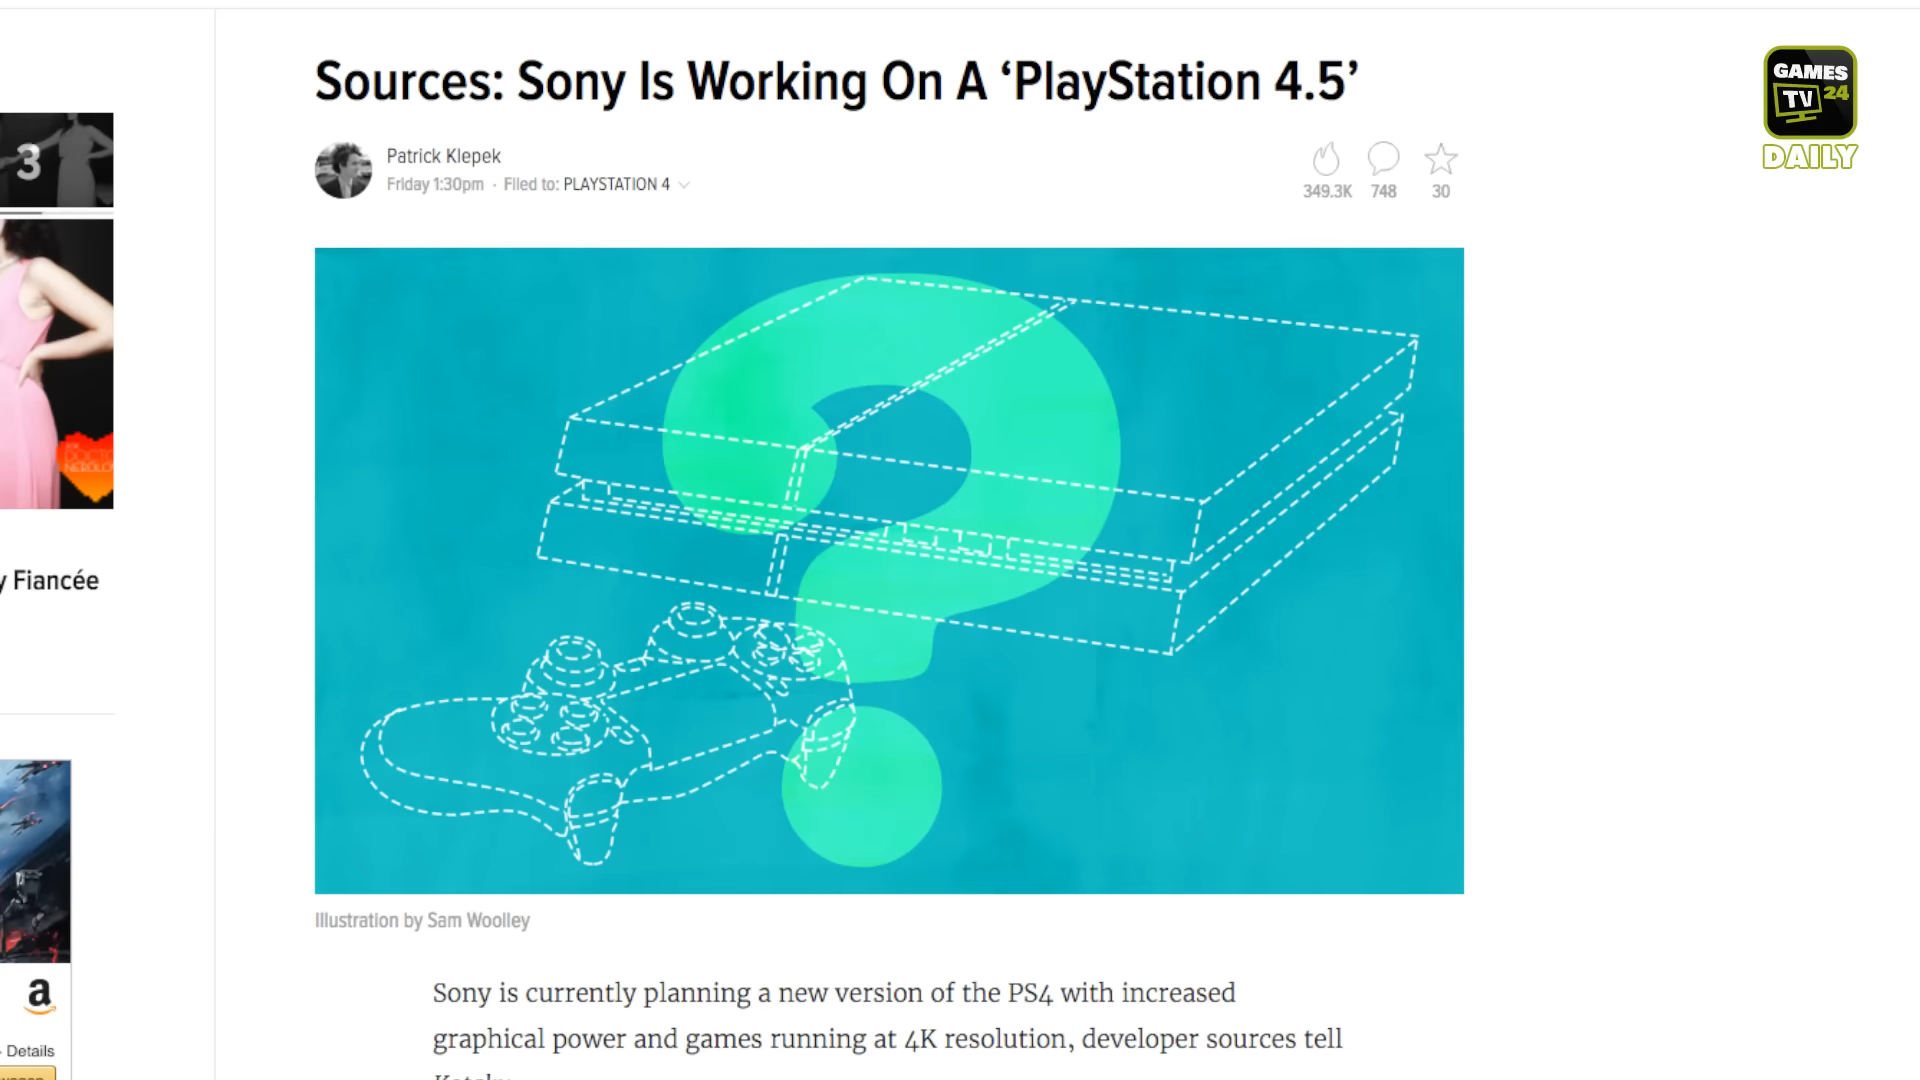 Sources: Sony Is Working On A ‘PlayStation 4.5’
GAMES
TV 24
DAILY
Patrick Klepek
Friday 1:30pm · Filed to: PLAYSTATION 4
349.3K 748 30
3
DOCTO
NERDLO
y Fiancée
Illustration by Sam Woolley
Sony is currently planning a new version of the PS4 with increased
graphical power and games running at 4K resolution, developer sources tell
a
Details